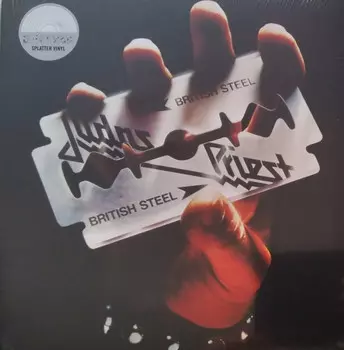 SPLATTER VINYL
BRITISH STEEL
Judas
Priest
BRITISH STEEL